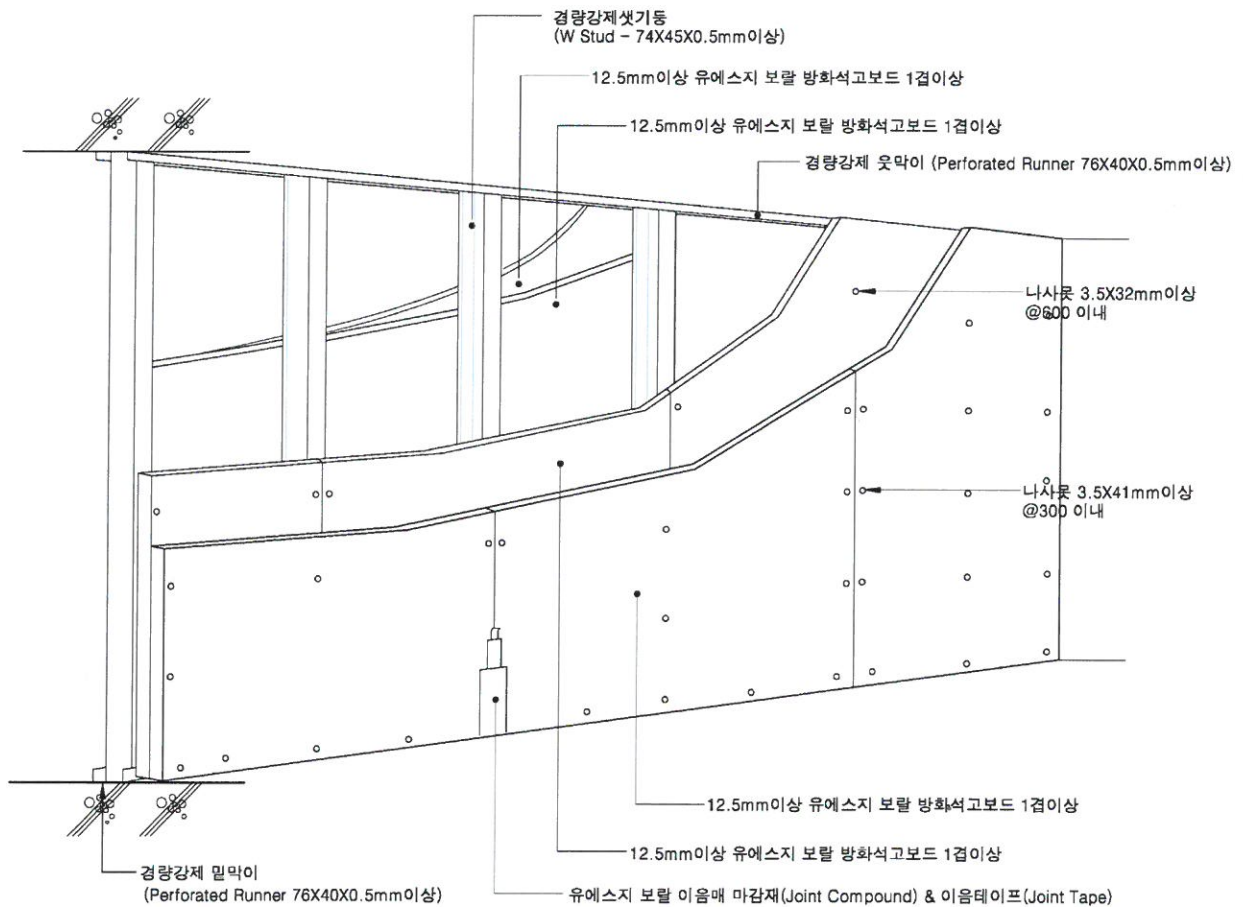 경량강제샛기둥
(W Stud - 74X45X0.5mm이상)
12.5mm이상 유에스지 보랄 방화석고보드 1겹이상
12.5mm이상 유에스지 보랄 방화석고보드 1겹이상
경량강제 웃막이 (Perforated Runner 76X40X0.5mm이상)
나사못 3.5X32mm이상
@600 이내
나사못 3.5X41mm이상
@300 이내
12.5mm이상 유에스지 보랄 방화석고보드 1겹이상
12.5mm이상 유에스지 보랄 방화석고보드 1겹이상
경량강제 밑막이
(Perforated Runner 76X40X0.5mm이상)
유에스지 보랄 이음매 마감재(Joint Compound) & 이음테이프(Joint Tape)